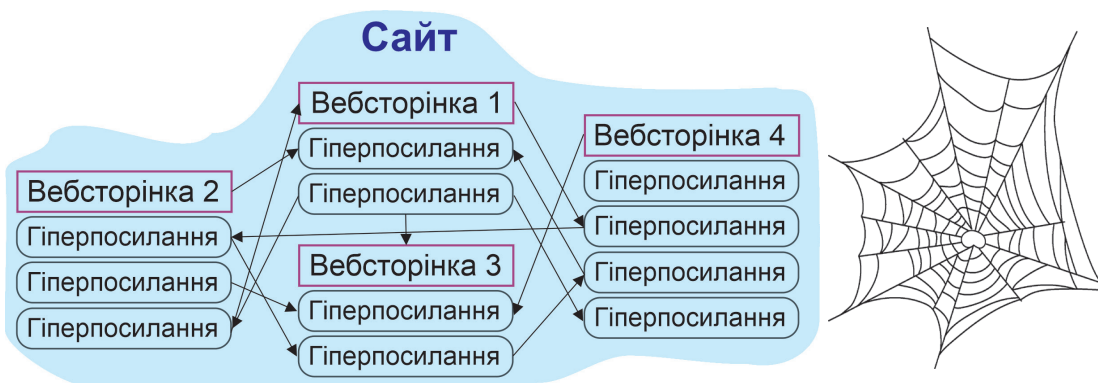 Сайт
Вебсторінка 1
Гіперпосилання
Гіперпосилання
Вебсторінка 2
Гіперпосилання
Гіперпосилання
Гіперпосилання
Вебсторінка 3
Гіперпосилання
Гіперпосилання
Вебсторінка 4
Гіперпосилання
Гіперпосилання
Гіперпосилання
Гіперпосилання